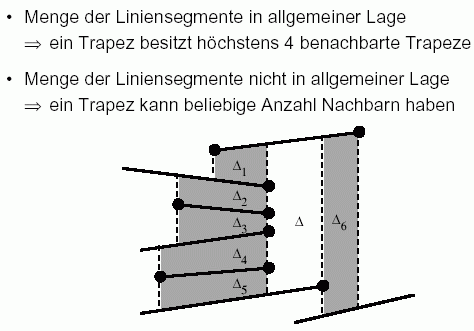 • Menge der Liniensegmente in allgemeiner Lage
⇒ ein Trapez besitzt höchstens 4 benachbarte Trapeze
• Menge der Liniensegmente nicht in allgemeiner Lage
⇒ ein Trapez kann beliebige Anzahl Nachbarn haben
Δ₁
Δ₂
Δ₃
Δ
Δ₆
Δ₄
Δ₅